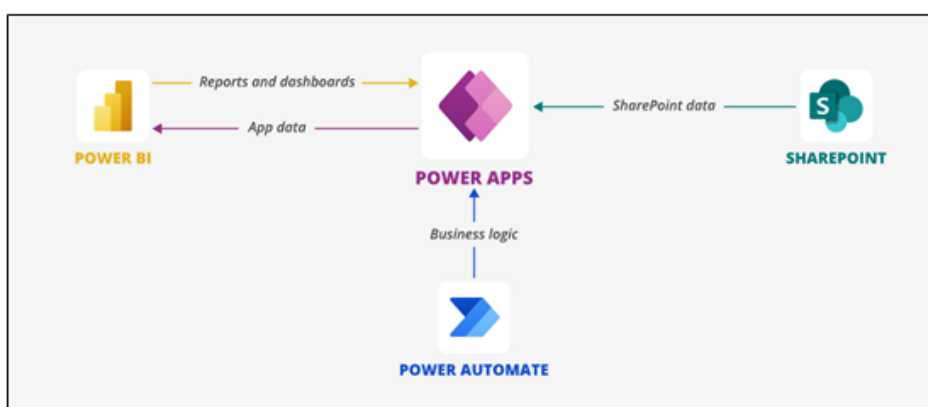 Reports and dashboards
App data
POWER BI
POWER APPS
SharePoint data
S
SHAREPOINT
Business logic
POWER AUTOMATE